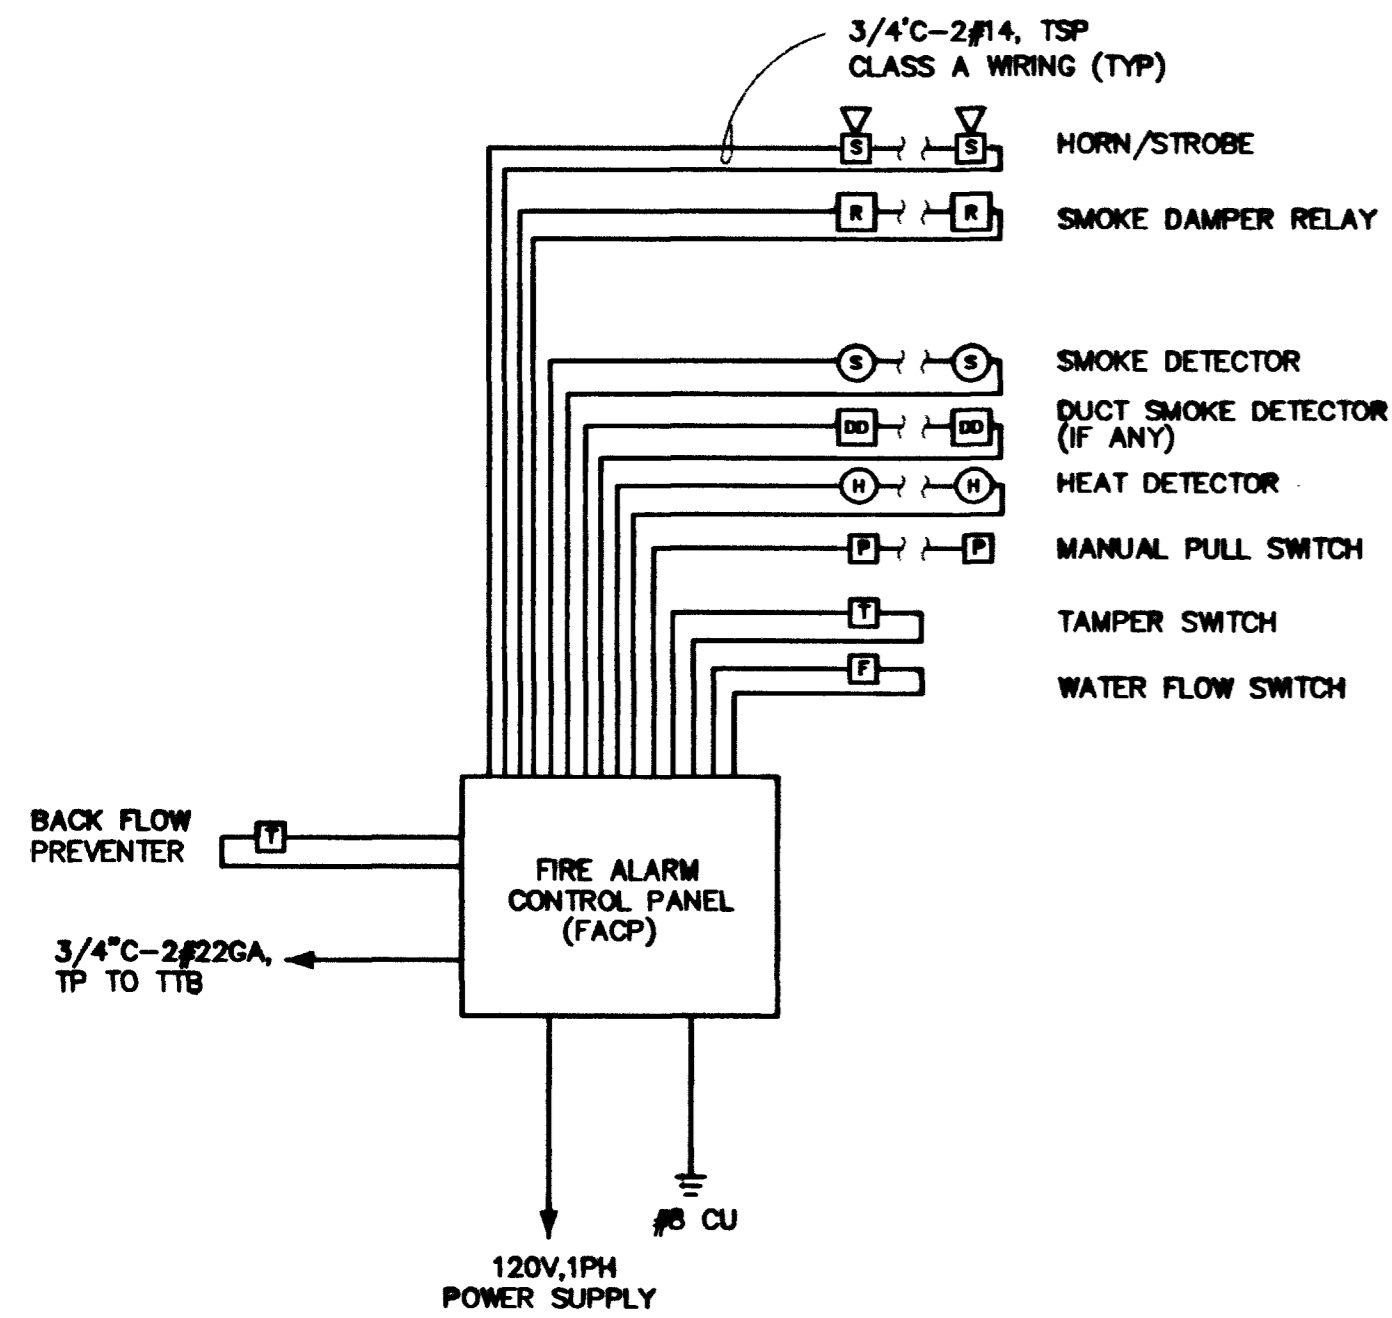 3/4'C-2#14, TSP
CLASS A WIRING (TYP)
S S HORN/STROBE
R R SMOKE DAMPER RELAY
S S SMOKE DETECTOR
DD DD DUCT SMOKE DETECTOR
(IF ANY)
H H HEAT DETECTOR
P P MANUAL PULL SWITCH
T TAMPER SWITCH
F WATER FLOW SWITCH
BACK FLOW
PREVENTER
T
FIRE ALARM
CONTROL PANEL
(FACP)
3/4"C-2#22GA,
TP TO TTB
#8 CU
120V,1PH
POWER SUPPLY